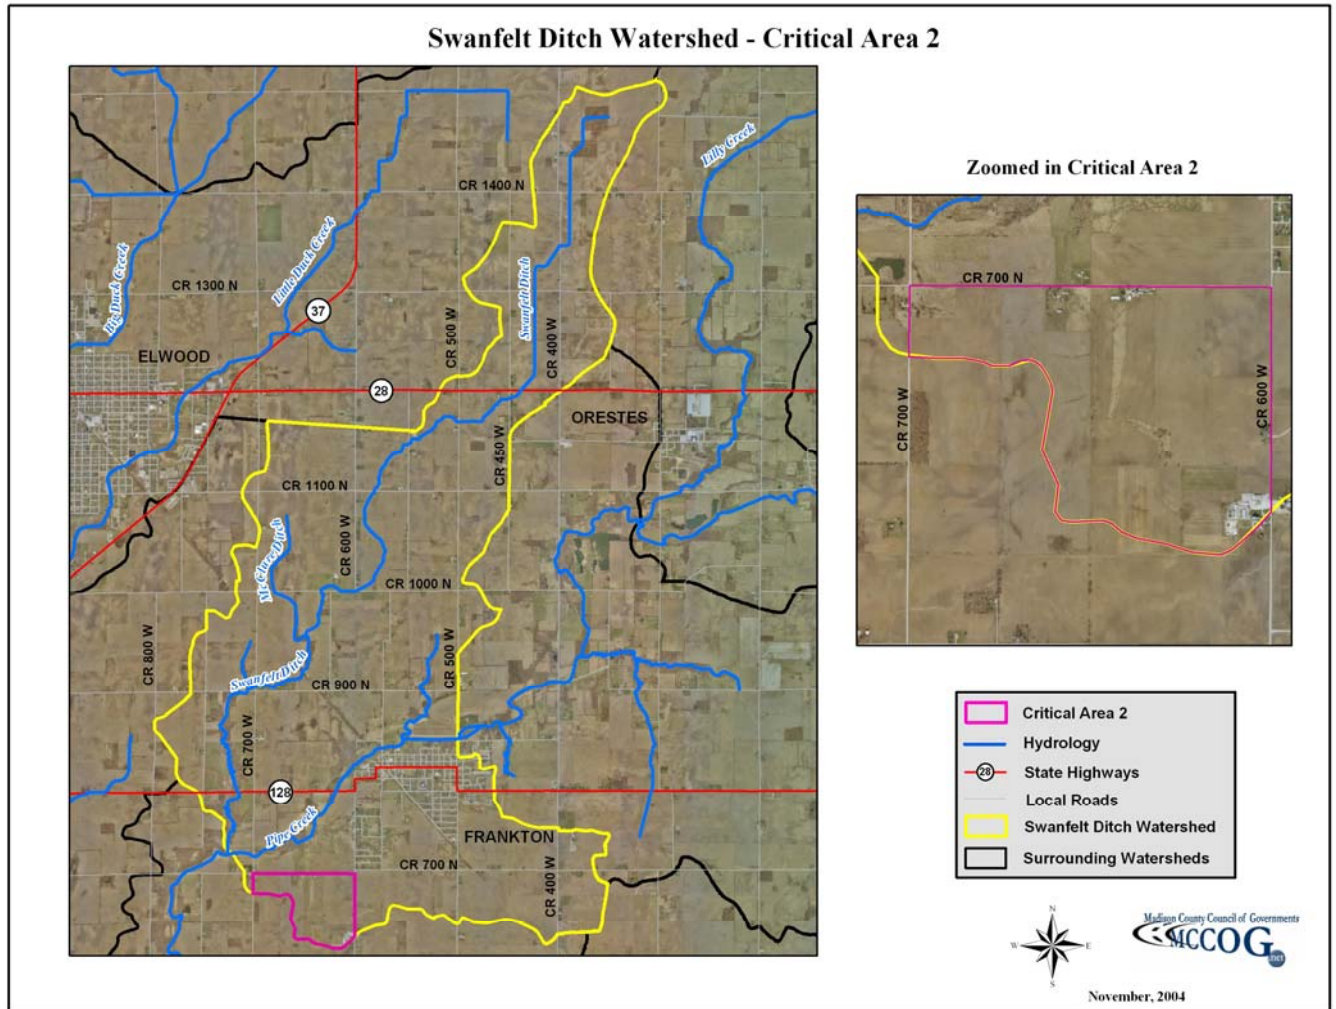 Swanfelt Ditch Watershed - Critical Area 2
CR 1400 N
Lilly Creek
Big Duck Creek
Little Duck Creek
CR 1300 N
37
Swanfelt Ditch
CR 500 W
CR 400 W
ELWOOD
28
ORESTES
CR 450 W
CR 1100 N
McClure Ditch
CR 600 W
CR 1000 N
CR 800 W
Swanfelt Ditch
CR 500 W
CR 900 N
CR 700 W
128
Pipe Creek
FRANKTON
CR 700 N
CR 400 W
Zoomed in Critical Area 2
CR 700 N
CR 700 W
CR 600 W
Critical Area 2
Hydrology
28
State Highways
Local Roads
Swanfelt Ditch Watershed
Surrounding Watersheds
N
W
E
S
Madison County Council of Governments
MCCOG
.net
November, 2004